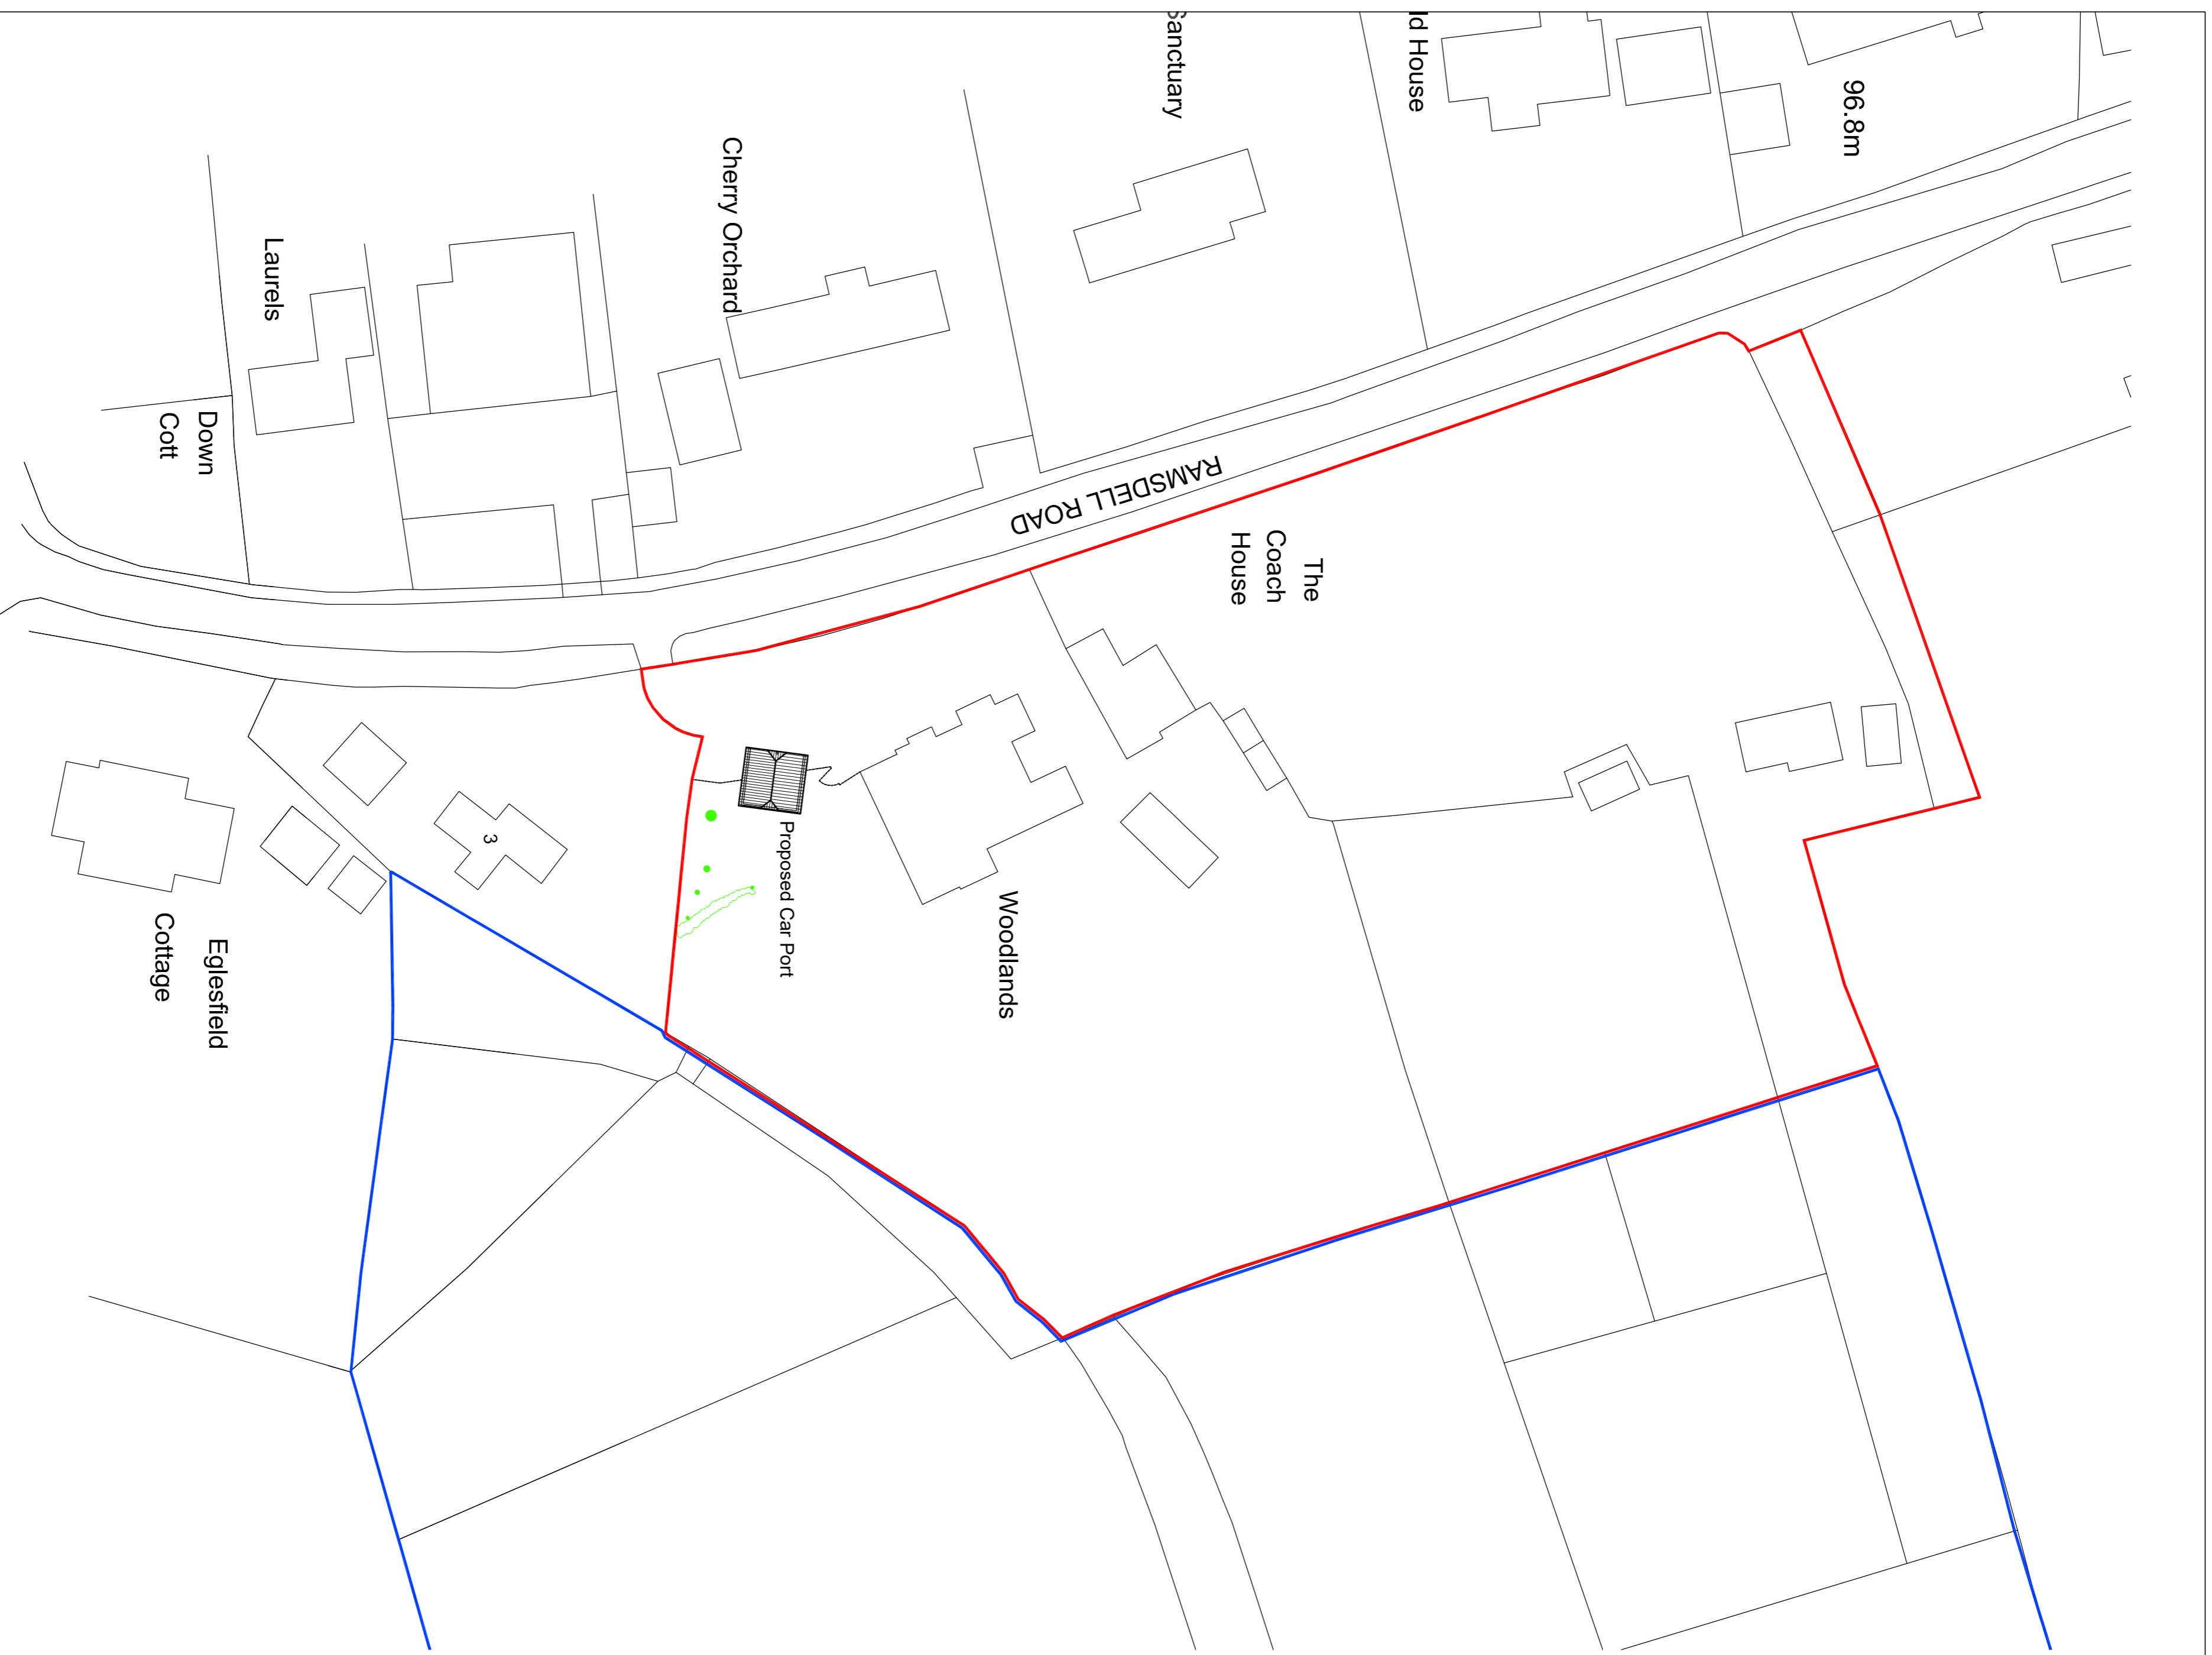 96.8m
ld House
Sanctuary
Cherry Orchard
Laurels
Down
Cott
RAMSDELL ROAD
The
Coach
House
Proposed Car Port
Woodlands
3
Eglesfield
Cottage